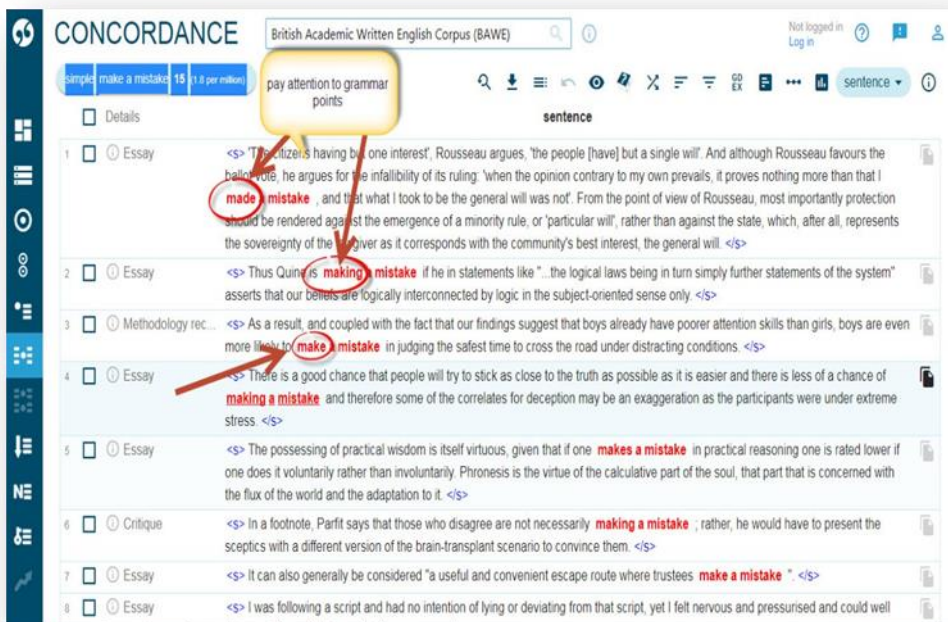 CONCORDANCE
British Academic Written English Corpus (BAWE)
Not logged in
Log in
simple make a mistake 15 (1.8 per million)
pay attention to grammar
points
GD
EX
sentence
Details
sentence
1 Essay <s> 'The citizens having but one interest', Rousseau argues, 'the people [have] but a single will'. And although Rousseau favours the
ballot vote, he argues for the infallibility of its ruling: 'when the opinion contrary to my own prevails, it proves nothing more than that I
made a mistake , and that what I took to be the general will was not'. From the point of view of Rousseau, most importantly protection
should be rendered against the emergence of a minority rule, or 'particular will', rather than against the state, which, after all, represents
the sovereignty of the lawgiver as it corresponds with the community's best interest, the general will. </s>
2 Essay <s> Thus Quine is making a mistake if he in statements like "...the logical laws being in turn simply further statements of the system"
asserts that our beliefs are logically interconnected by logic in the subject-oriented sense only. </s>
3 Methodology rec... <s> As a result, and coupled with the fact that our findings suggest that boys already have poorer attention skills than girls, boys are even
more likely to make a mistake in judging the safest time to cross the road under distracting conditions. </s>
4 Essay <s> There is a good chance that people will try to stick as close to the truth as possible as it is easier and there is less of a chance of
making a mistake and therefore some of the correlates for deception may be an exaggeration as the participants were under extreme
stress. </s>
5 Essay <s> The possessing of practical wisdom is itself virtuous, given that if one makes a mistake in practical reasoning one is rated lower if
one does it voluntarily rather than involuntarily. Phronesis is the virtue of the calculative part of the soul, that part that is concerned with
the flux of the world and the adaptation to it. </s>
6 Critique <s> In a footnote, Parfit says that those who disagree are not necessarily making a mistake ; rather, he would have to present the
sceptics with a different version of the brain-transplant scenario to convince them. </s>
7 Essay <s> It can also generally be considered "a useful and convenient escape route where trustees make a mistake ". </s>
8 Essay <s> I was following a script and had no intention of lying or deviating from that script, yet I felt nervous and pressurised and could well